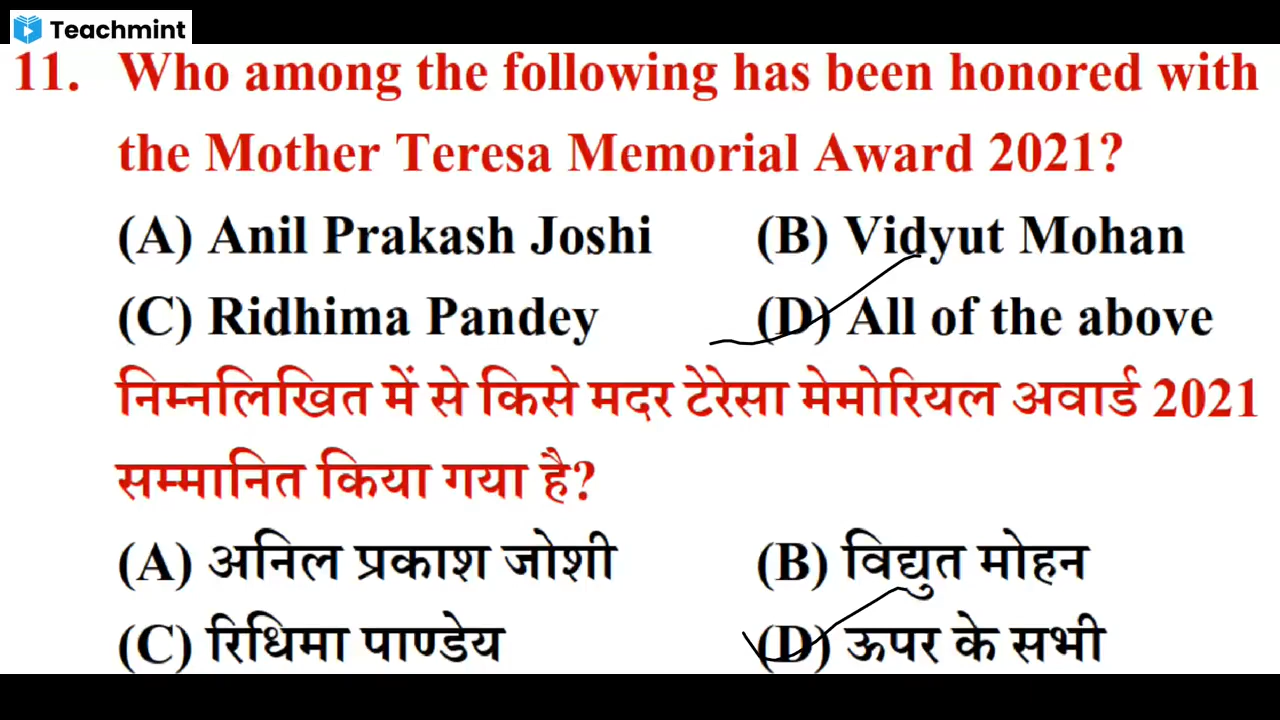 Teachmint
11. Who among the following has been honored with
the Mother Teresa Memorial Award 2021?
(A) Anil Prakash Joshi (B) Vidyut Mohan
(C) Ridhima Pandey (D) All of the above
निम्नलिखित में से किसे मदर टेरेसा मेमोरियल अवार्ड 2021
सम्मानित किया गया है?
(A) अनिल प्रकाश जोशी (B) विद्युत मोहन
(C) रिधिमा पाण्डेय (D) ऊपर के सभी